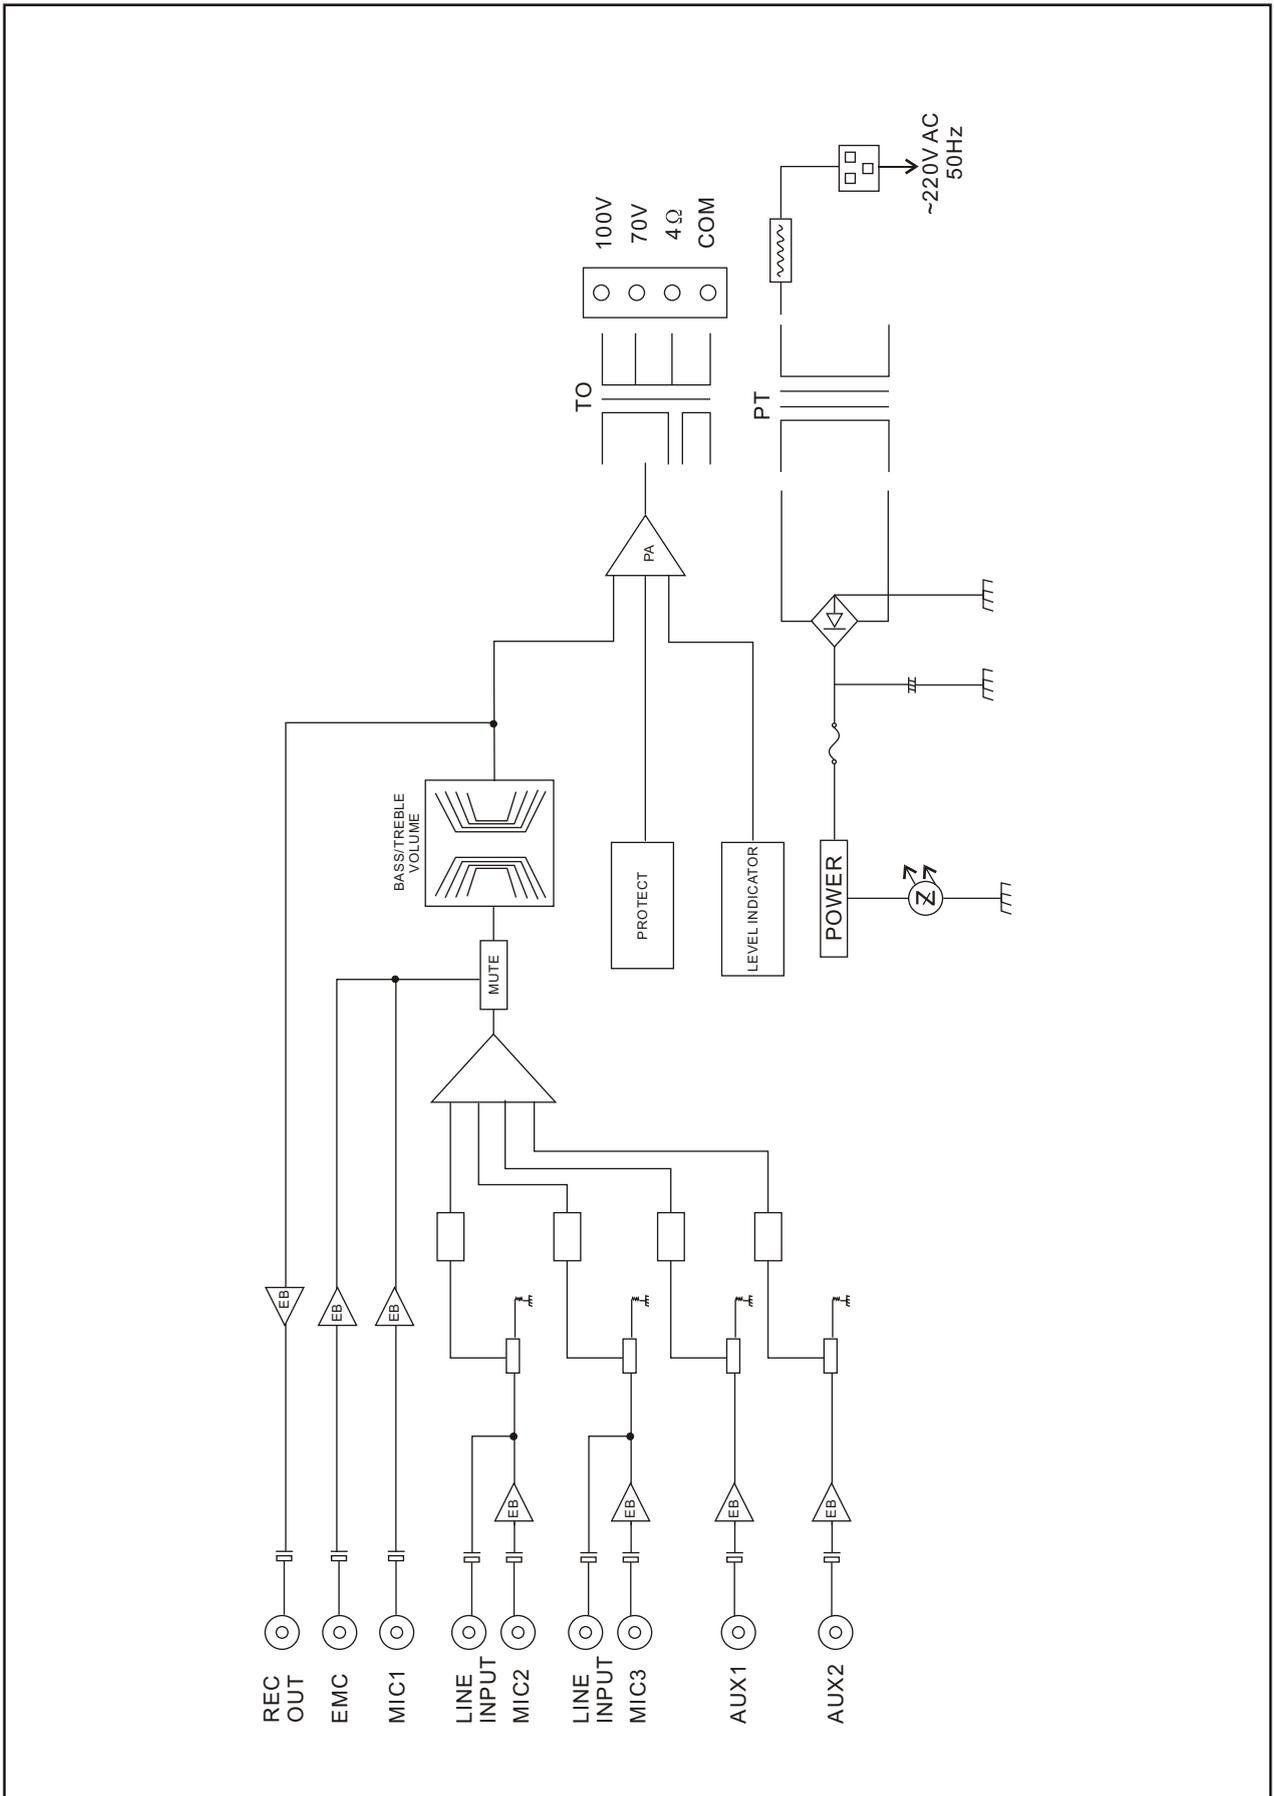 REC
OUT
EB
EMC
EB
MIC1
EB
LINE
INPUT
MIC2
EB
LINE
INPUT
MIC3
EB
AUX1
EB
AUX2
EB
MUTE
BASS/TREBLE
VOLUME
PROTECT
LEVEL INDICATOR
PA
TO
100V
70V
4Ω
COM
POWER
PT
~220V AC
50Hz